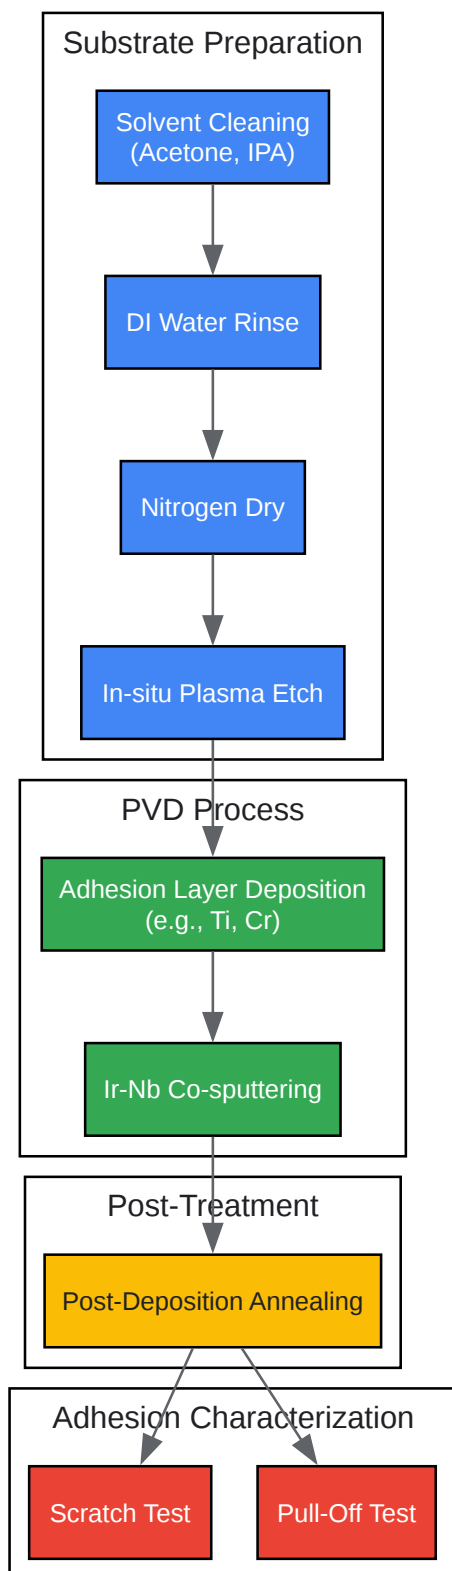 Substrate Preparation
Solvent Cleaning
(Acetone, IPA)
DI Water Rinse
Nitrogen Dry
In-situ Plasma Etch
PVD Process
Adhesion Layer Deposition
(e.g., Ti, Cr)
Ir-Nb Co-sputtering
Post-Treatment
Post-Deposition Annealing
Adhesion Characterization
Scratch Test
Pull-Off Test